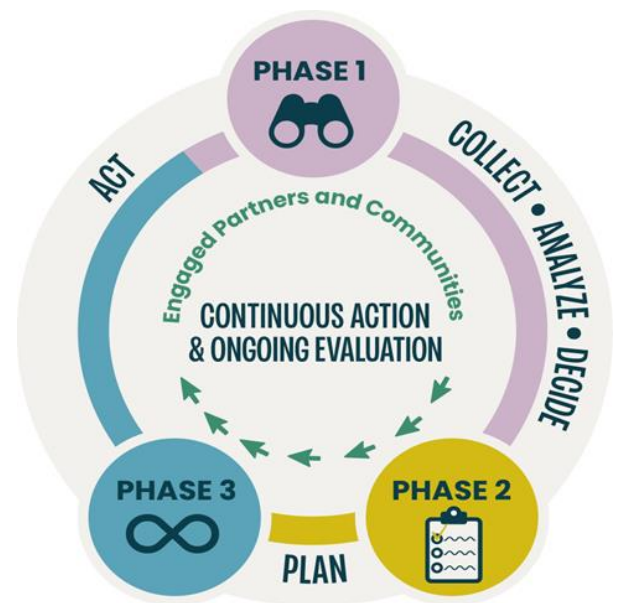 PHASE 1
COLLECT • ANALYZE • DECIDE
ACT
Engaged Partners and Communities
CONTINUOUS ACTION
& ONGOING EVALUATION
PHASE 3
PHASE 2
PLAN